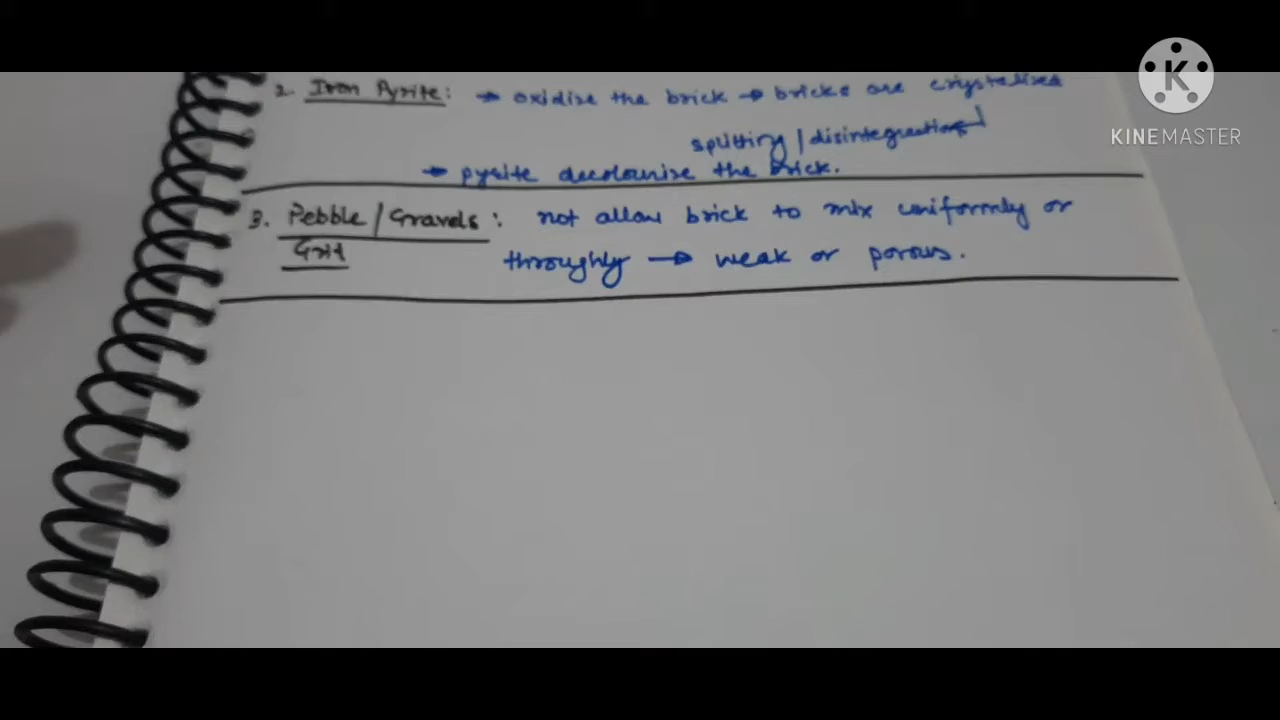 2. Iron Pyrite: → oxidise the brick → bricks are crystalises
splitting / disintegration
→ pyrite decolourise the brick.
3. Pebble / Gravels: not allow brick to mix uniformly or
Grit throughly → weak or porous.
K
KINEMASTER